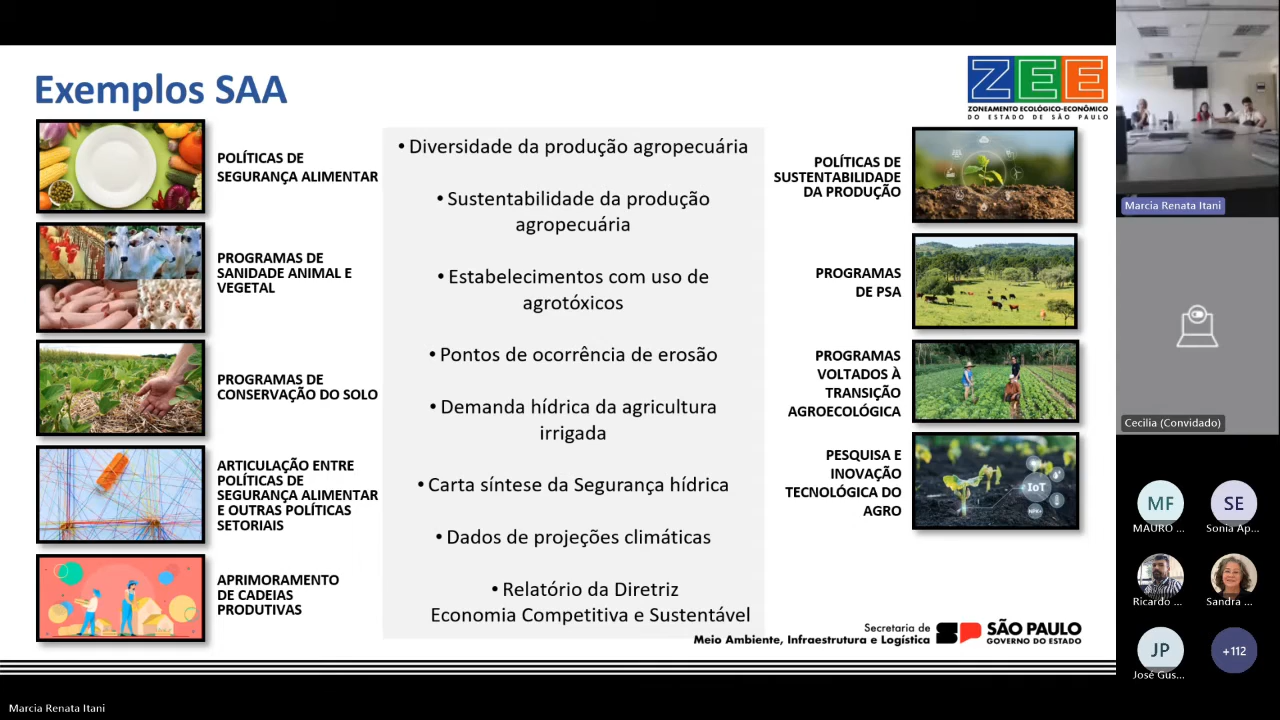 Exemplos SAA
ZEE
ZONEAMENTO ECOLÓGICO-ECONÔMICO
DO ESTADO DE SÃO PAULO
POLÍTICAS DE
SEGURANÇA ALIMENTAR
PROGRAMAS DE
SANIDADE ANIMAL E
VEGETAL
PROGRAMAS DE
CONSERVAÇÃO DO SOLO
ARTICULAÇÃO ENTRE
POLÍTICAS DE
SEGURANÇA ALIMENTAR
E OUTRAS POLÍTICAS
SETORIAIS
APRIMORAMENTO
DE CADEIAS
PRODUTIVAS
• Diversidade da produção agropecuária
• Sustentabilidade da produção
agropecuária
• Estabelecimentos com uso de
agrotóxicos
• Pontos de ocorrência de erosão
• Demanda hídrica da agricultura
irrigada
• Carta síntese da Segurança hídrica
• Dados de projeções climáticas
• Relatório da Diretriz
Economia Competitiva e Sustentável
POLÍTICAS DE
SUSTENTABILIDADE
DA PRODUÇÃO
PROGRAMAS
DE PSA
PROGRAMAS
VOLTADOS À
TRANSIÇÃO
AGROECOLÓGICA
PESQUISA E
INOVAÇÃO
TECNOLÓGICA DO
AGRO
IoT
Secretaria de
Meio Ambiente, Infraestrutura e Logística
SP
SÃO PAULO
GOVERNO DO ESTADO
Marcia Renata Itani
Cecilia (Convidado)
MF
MAURO ...
SE
Sonia Ap...
Ricardo ...
Sandra ...
JP
José Gus...
+112
Marcia Renata Itani